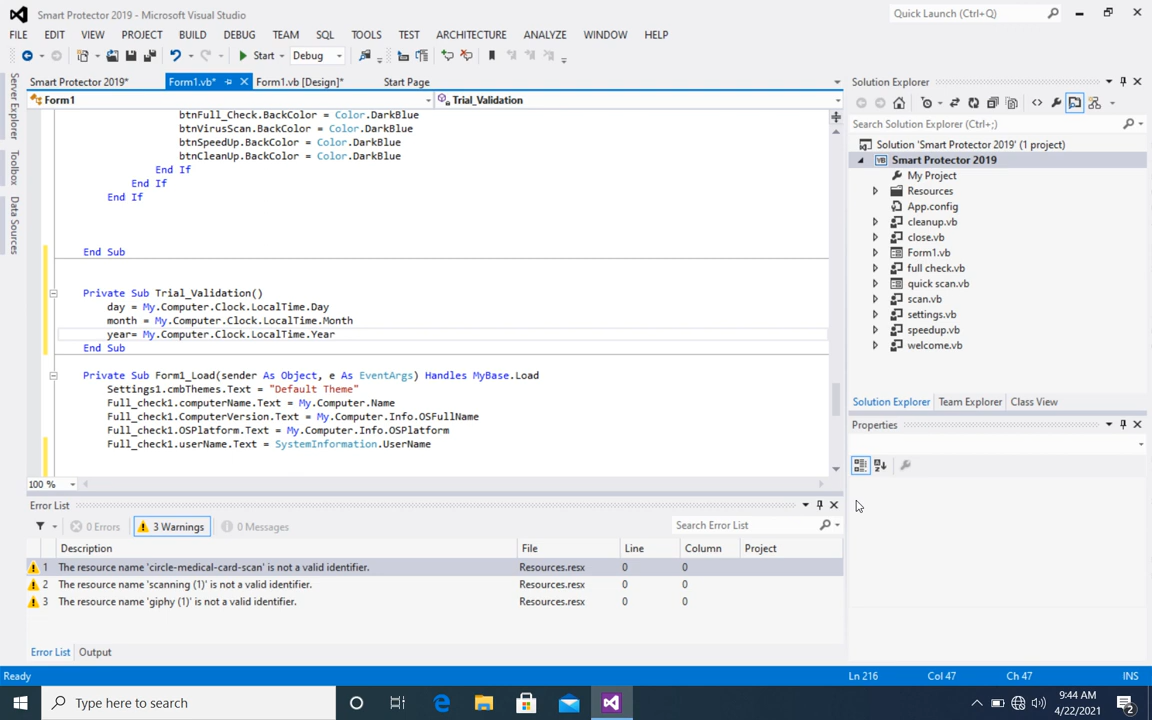 Smart Protector 2019 - Microsoft Visual Studio
Quick Launch (Ctrl+Q)
FILE EDIT VIEW PROJECT BUILD DEBUG TEAM SQL TOOLS TEST ARCHITECTURE ANALYZE WINDOW HELP
Start Debug
Server Explorer
Toolbox
Data Sources
Smart Protector 2019* Form1.vb* Form1.vb [Design]* Start Page
Form1 Trial_Validation
btnFull_Check.BackColor = Color.DarkBlue
btnVirusScan.BackColor = Color.DarkBlue
btnSpeedUp.BackColor = Color.DarkBlue
btnCleanUp.BackColor = Color.DarkBlue
End If
End If
End If
End Sub
Private Sub Trial_Validation()
day = My.Computer.Clock.LocalTime.Day
month = My.Computer.Clock.LocalTime.Month
year= My.Computer.Clock.LocalTime.Year
End Sub
Private Sub Form1_Load(sender As Object, e As EventArgs) Handles MyBase.Load
Settings1.cmbThemes.Text = "Default Theme"
Full_check1.computerName.Text = My.Computer.Name
Full_check1.ComputerVersion.Text = My.Computer.Info.OSFullName
Full_check1.OSPlatform.Text = My.Computer.Info.OSPlatform
Full_check1.userName.Text = SystemInformation.UserName
100 %
Solution Explorer
Search Solution Explorer (Ctrl+;)
Solution 'Smart Protector 2019' (1 project)
VB Smart Protector 2019
My Project
Resources
App.config
cleanup.vb
close.vb
Form1.vb
full check.vb
quick scan.vb
scan.vb
settings.vb
speedup.vb
welcome.vb
Solution Explorer Team Explorer Class View
Properties
Error List
0 Errors 3 Warnings 0 Messages Search Error List
Description File Line Column Project
1 The resource name 'circle-medical-card-scan' is not a valid identifier. Resources.resx 0 0
2 The resource name 'scanning (1)' is not a valid identifier. Resources.resx 0 0
3 The resource name 'giphy (1)' is not a valid identifier. Resources.resx 0 0
Error List Output
Ready Ln 216 Col 47 Ch 47 INS
Type here to search
9:44 AM
4/22/2021
2